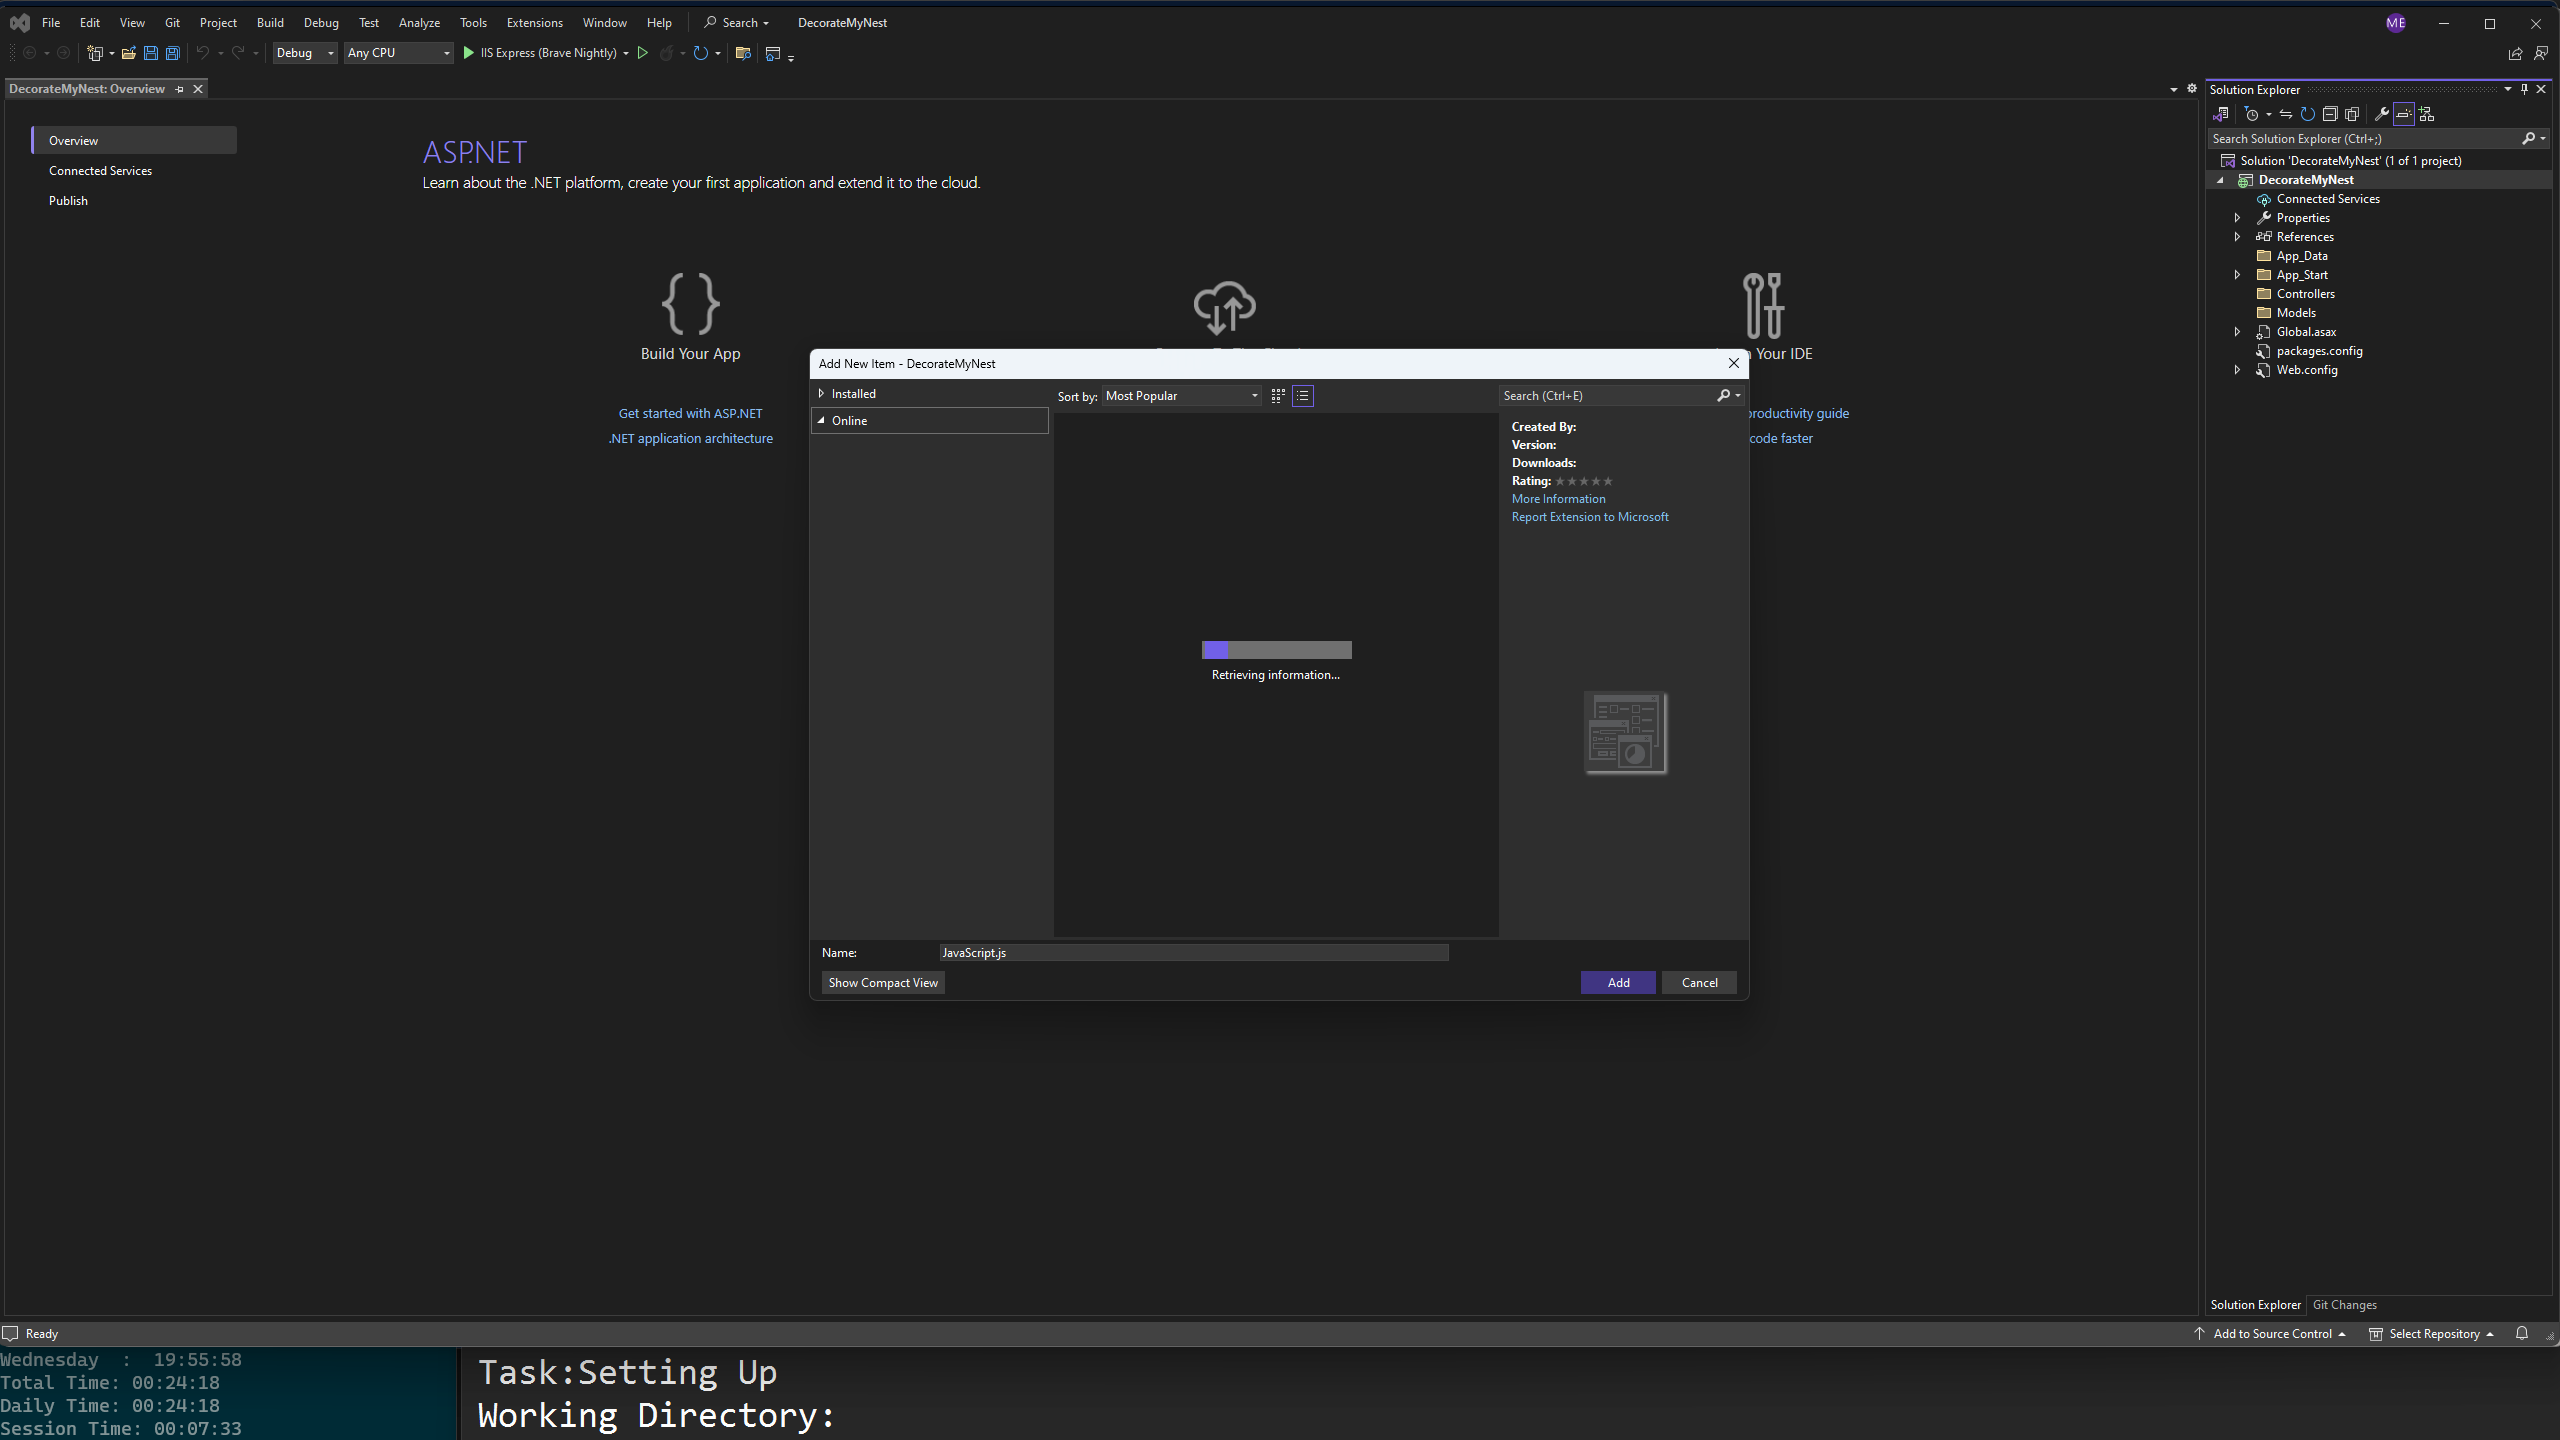 File Edit View Git Project Build Debug Test Analyze Tools Extensions Window Help Search DecorateMyNest ME
Debug Any CPU IIS Express (Brave Nightly)
DecorateMyNest: Overview
Overview
Connected Services
Publish
ASP.NET
Learn about the .NET platform, create your first application and extend it to the cloud.
Build Your App
Get started with ASP.NET
.NET application architecture
Your IDE
productivity guide
code faster
Add New Item - DecorateMyNest
Installed
Online
Sort by: Most Popular
Search (Ctrl+E)
Created By:
Version:
Downloads:
Rating:
More Information
Report Extension to Microsoft
Retrieving information...
Name: JavaScript.js
Show Compact View
Add Cancel
Solution Explorer
Search Solution Explorer (Ctrl+;)
Solution 'DecorateMyNest' (1 of 1 project)
DecorateMyNest
Connected Services
Properties
References
App_Data
App_Start
Controllers
Models
Global.asax
packages.config
Web.config
Solution Explorer Git Changes
Ready
Add to Source Control Select Repository
Wednesday : 19:55:58
Total Time: 00:24:18
Daily Time: 00:24:18
Session Time: 00:07:33
Task:Setting Up
Working Directory: